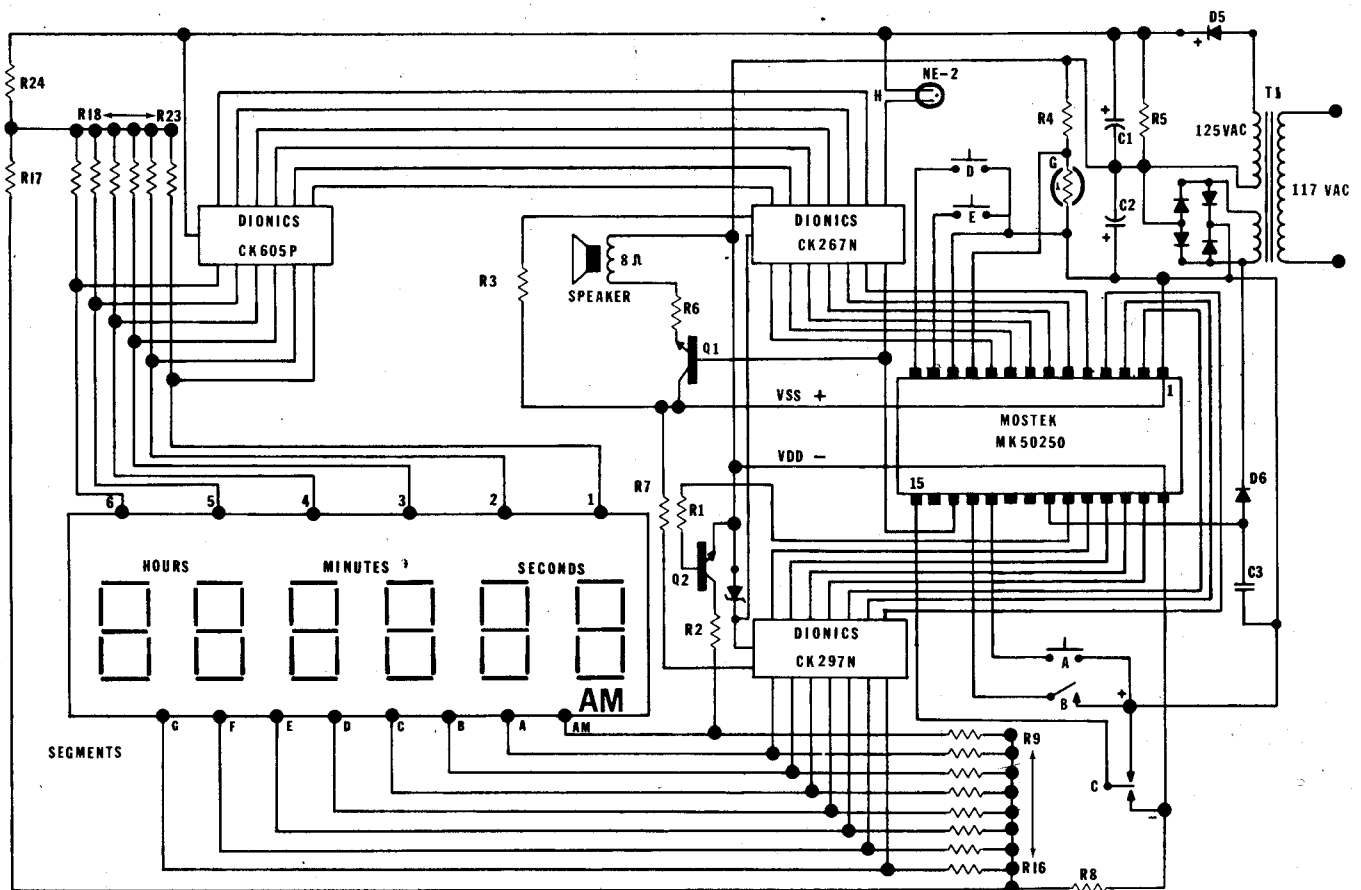 D5
+
R24
NE-2
H
T1
R18
R23
R4
+
C1
R5
125VAC
117 VAC
R17
D
G
λ
E
C2
+
DIONICS
CK605P
DIONICS
CK267N
R3
8Ω
SPEAKER
R6
Q1
VSS +
1
MOSTEK
MK50250
VDD -
15
R7
R1
D6
6
5
4
3
2
1
Q2
C3
HOURS
MINUTES
SECONDS
R2
DIONICS
CK297N
A
B
+
AM
G
F
E
D
C
B
A
AM
SEGMENTS
R9
C
-
R16
R8